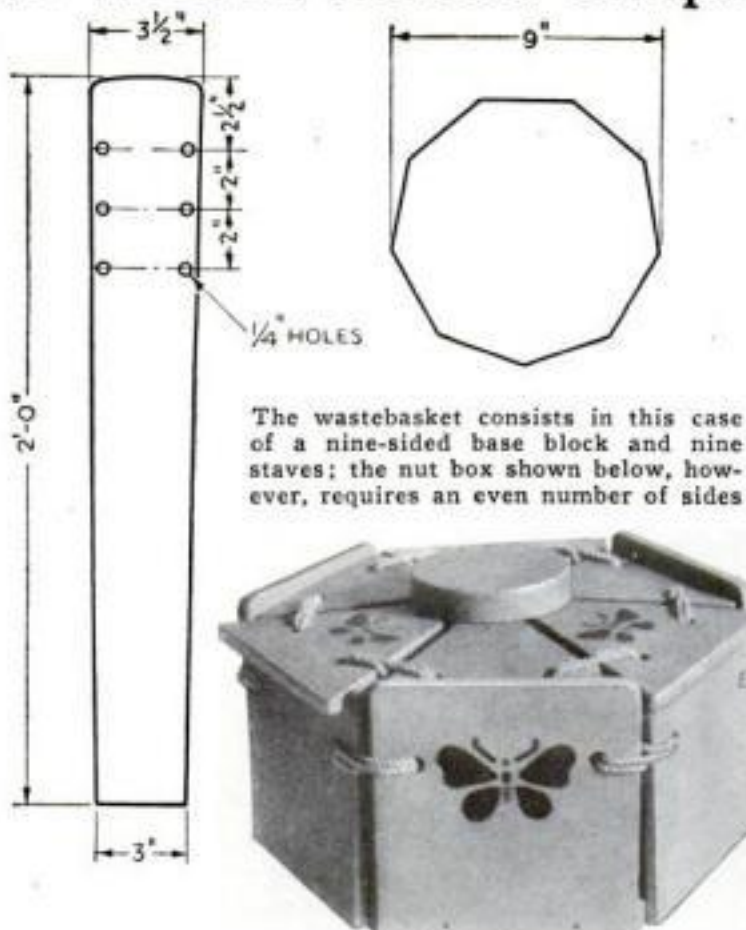 3½"
9"
2½"
2"
2"
¼" HOLES
2'-0"
The wastebasket consists in this case
of a nine-sided base block and nine
staves; the nut box shown below, how-
ever, requires an even number of sides
3"